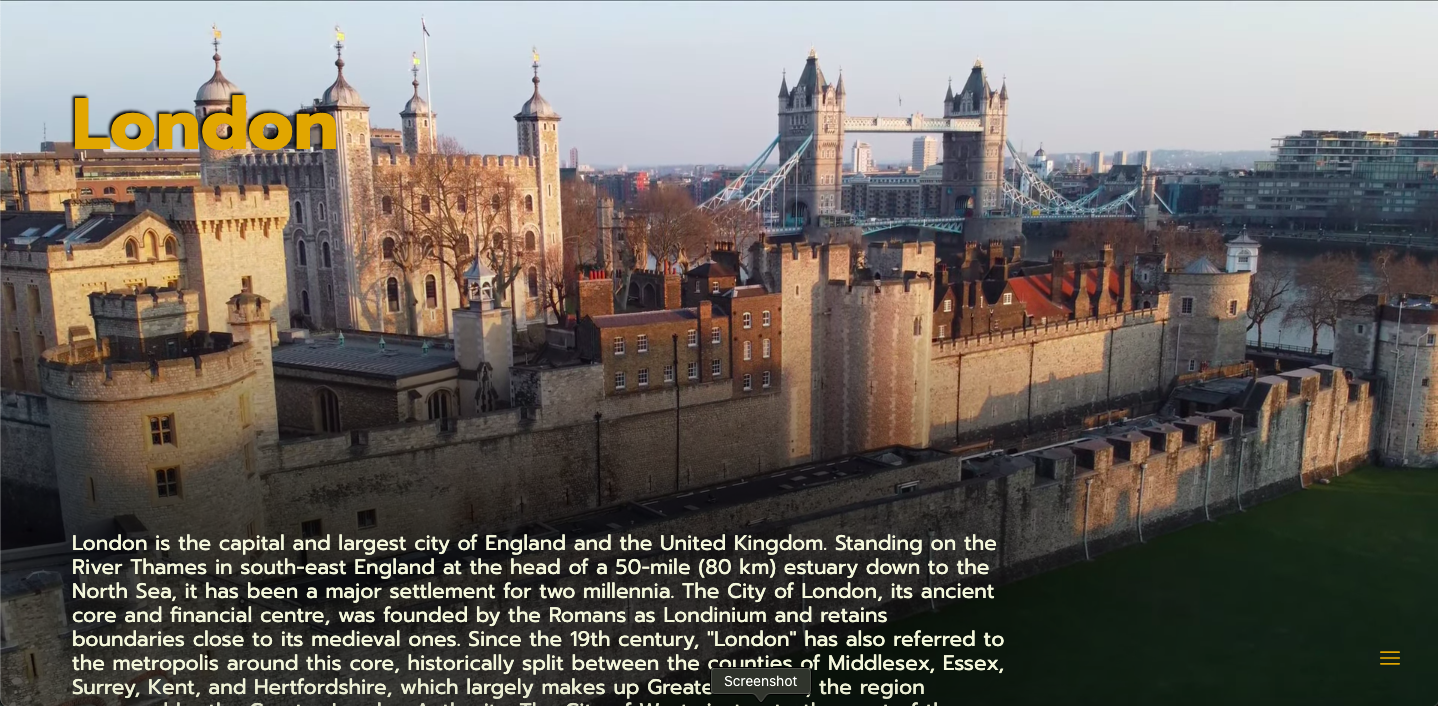 London
London is the capital and largest city of England and the United Kingdom. Standing on the
River Thames in south-east England at the head of a 50-mile (80 km) estuary down to the
North Sea, it has been a major settlement for two millennia. The City of London, its ancient
core and financial centre, was founded by the Romans as Londinium and retains
boundaries close to its medieval ones. Since the 19th century, "London" has also referred to
the metropolis around this core, historically split between the counties of Middlesex, Essex,
Surrey, Kent, and Hertfordshire, which largely makes up , the region
Screenshot